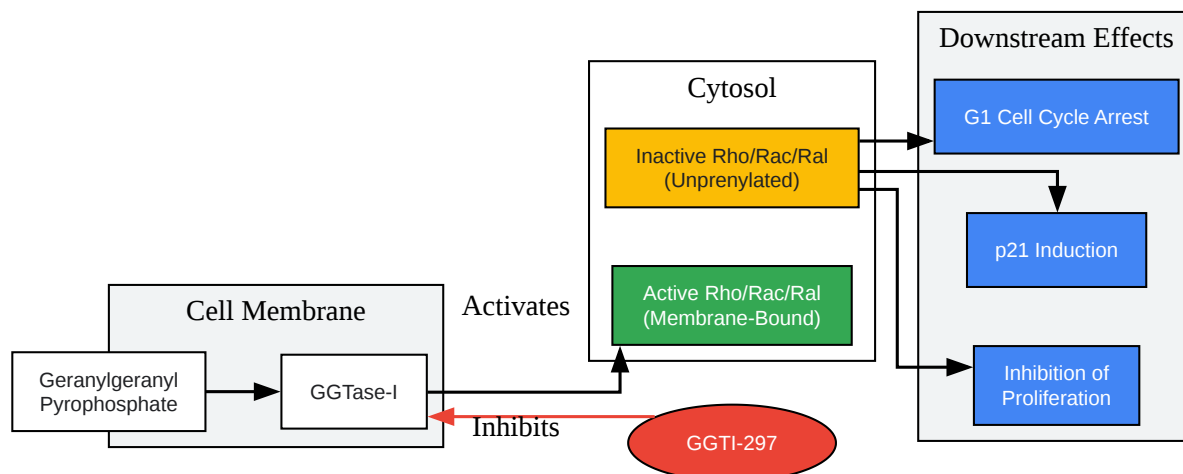 Downstream Effects
Cytosol
G1 Cell Cycle Arrest
Inactive Rho/Rac/Ral
(Unprenylated)
p21 Induction
Active Rho/Rac/Ral
(Membrane-Bound)
Cell Membrane
Activates
Geranylgeranyl
Pyrophosphate
GGTase-I
Inhibition of
Proliferation
Inhibits
GGTI-297